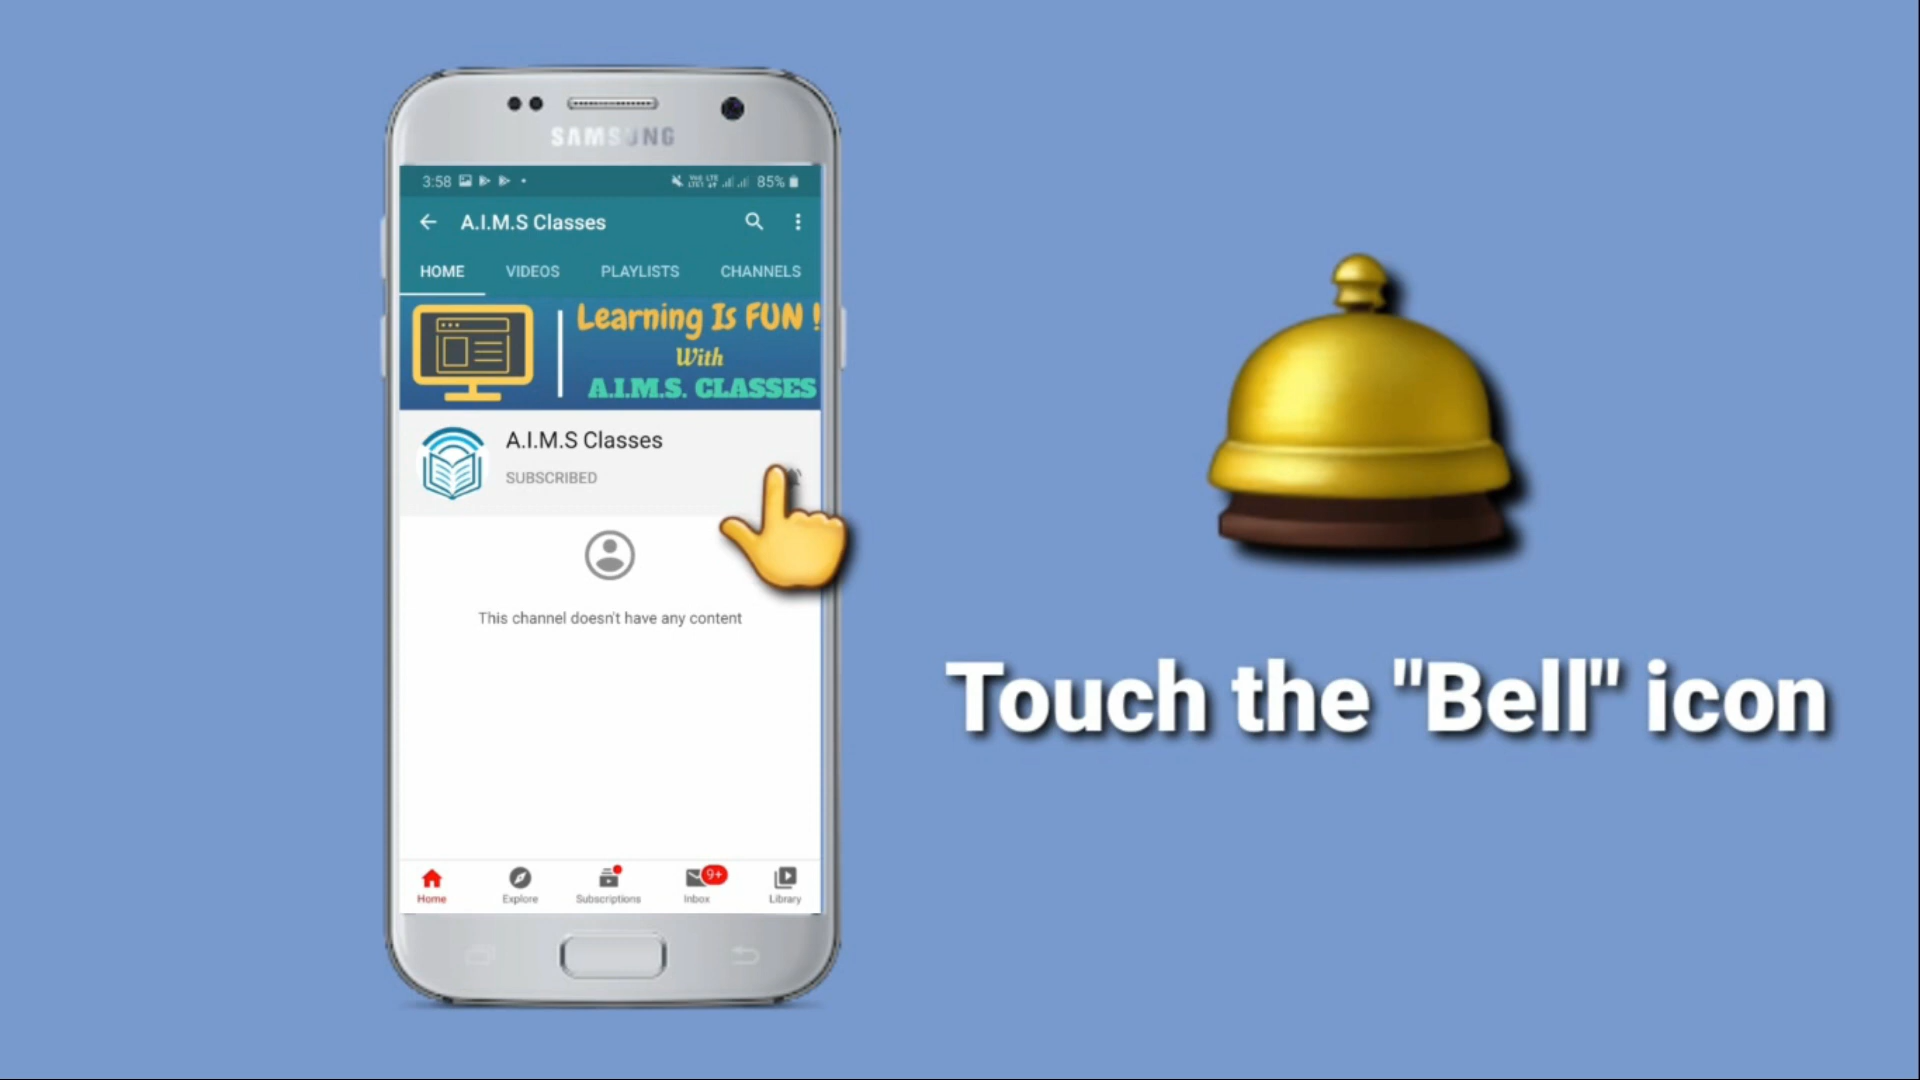 SAMSUNG
3:58
85%
A.I.M.S Classes
HOME VIDEOS PLAYLISTS CHANNELS
Learning Is FUN !
With
A.I.M.S. CLASSES
A.I.M.S Classes
SUBSCRIBED
This channel doesn't have any content
Touch the "Bell" icon
9+
Home Explore Subscriptions Inbox Library